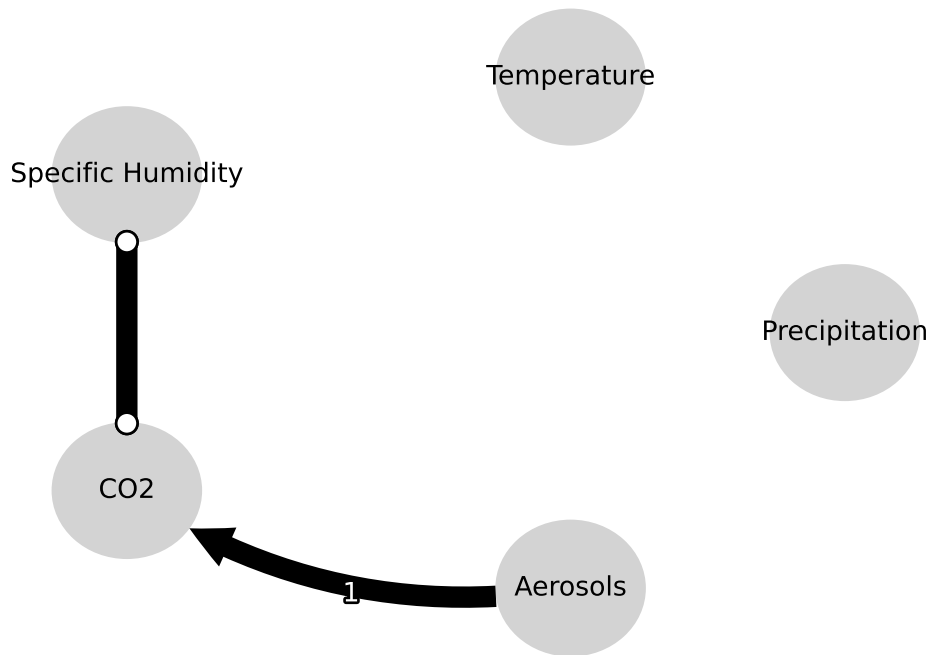 Temperature
Specific Humidity
Precipitation
CO2
Aerosols
1